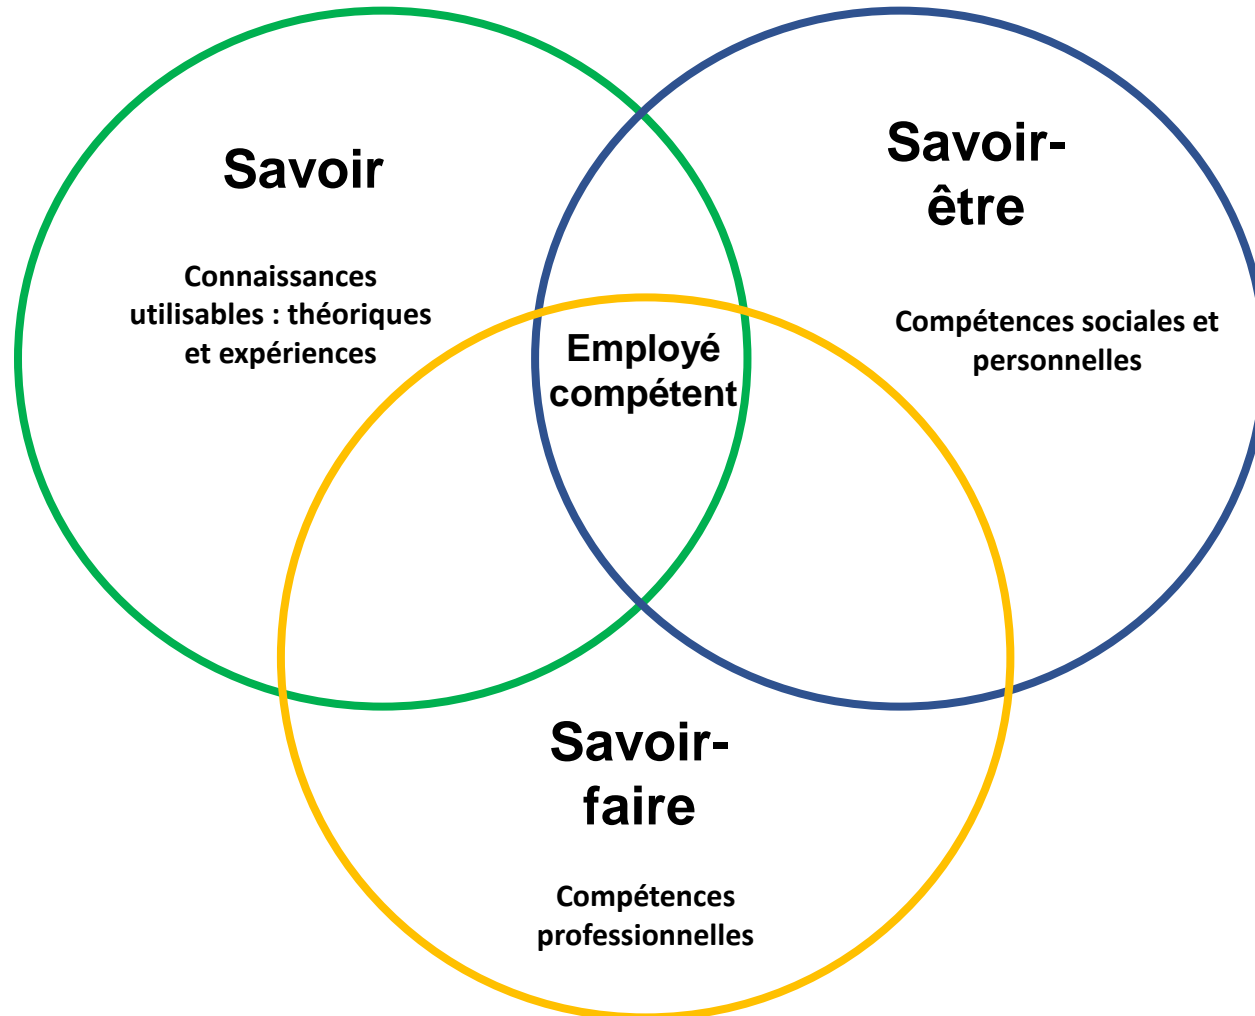 Savoir
Connaissances
utilisables : théoriques
et expériences
Savoir-
être
Compétences sociales et
personnelles
Employé
compétent
Savoir-
faire
Compétences
professionnelles